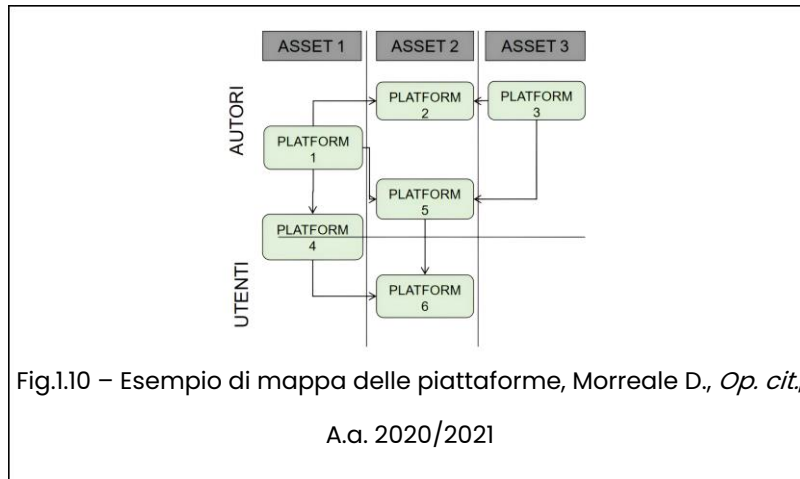 ASSET 1
ASSET 2
ASSET 3
AUTORI
PLATFORM
2
PLATFORM
3
PLATFORM
1
PLATFORM
5
PLATFORM
4
UTENTI
PLATFORM
6
Fig.1.10 – Esempio di mappa delle piattaforme, Morreale D., Op. cit.,
A.a. 2020/2021